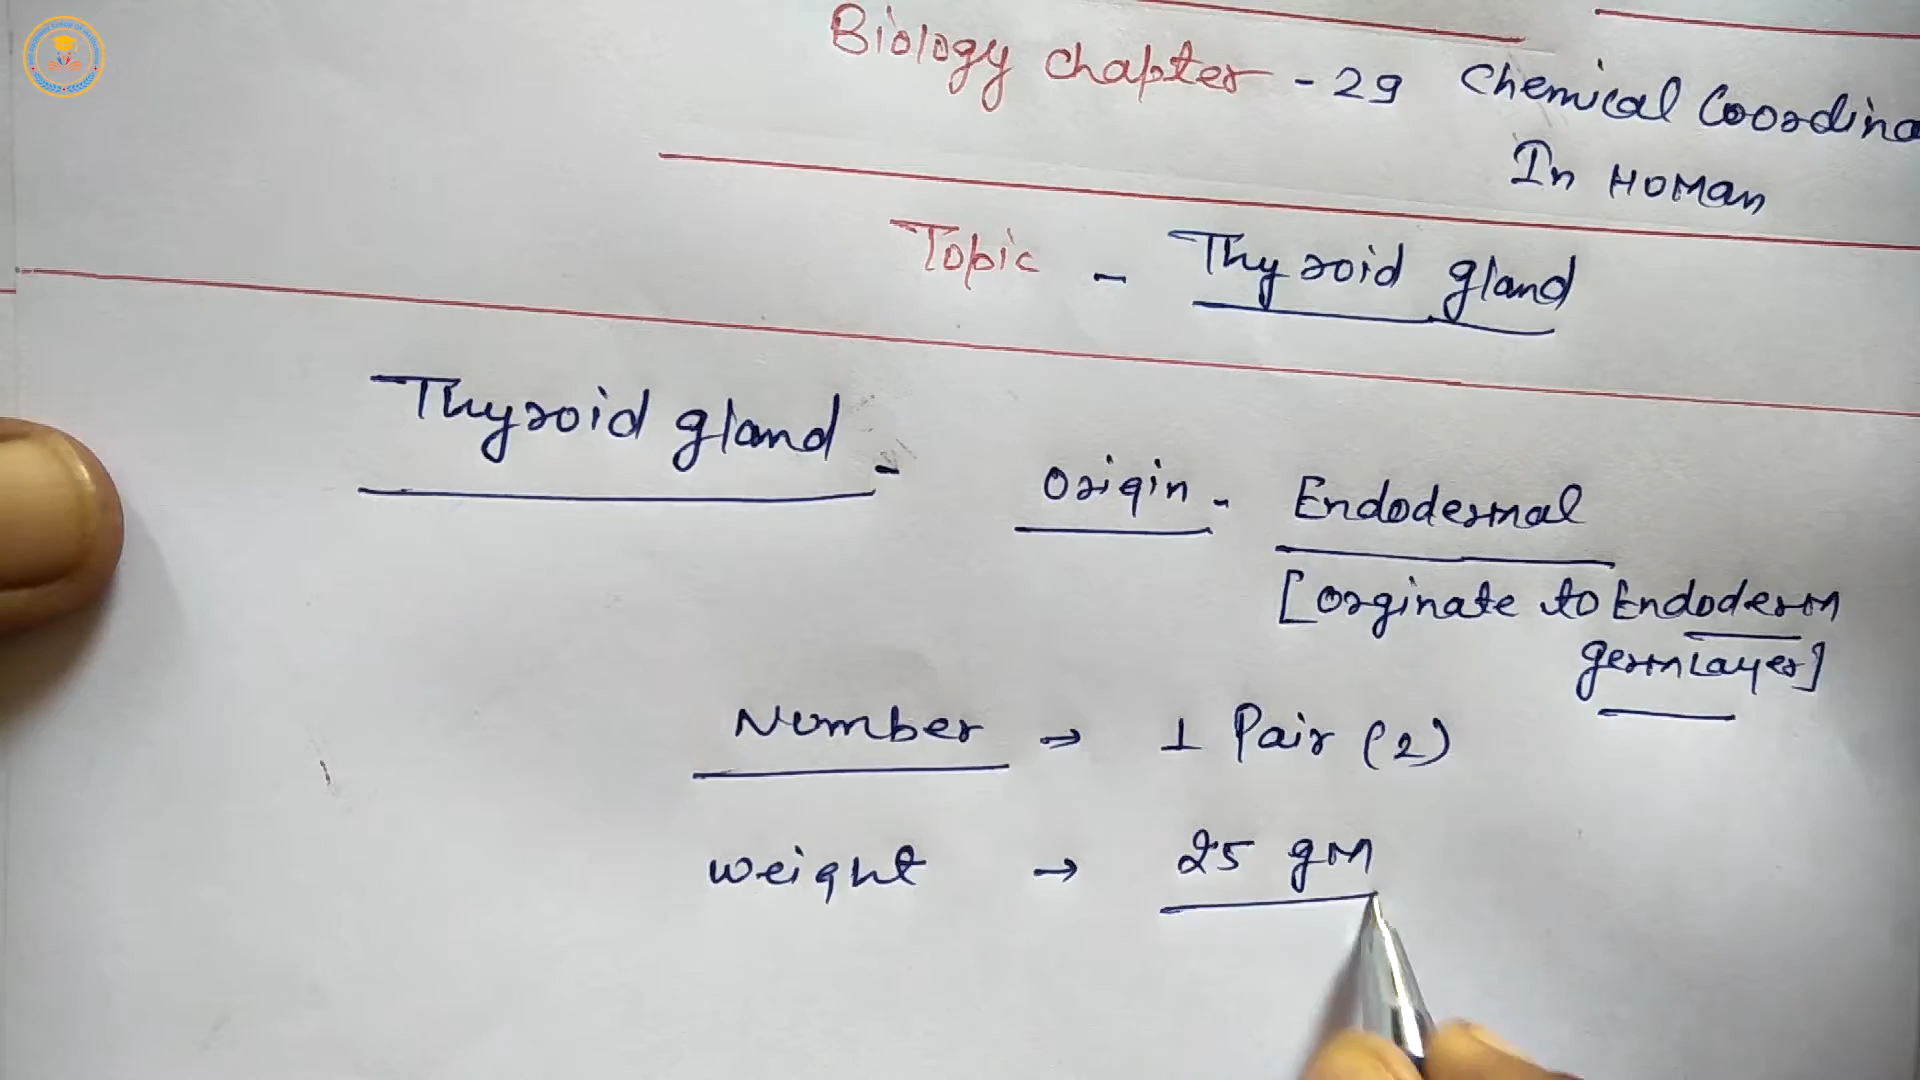 Biology chapter - 29 Chemical Coordina
In HUMan
Topic - Thyroid gland
Thyroid gland -
Origin - Endodermal
[Orginate to Endoderm
germ Layer]
Number → 1 Pair (2)
weight → 25 gm